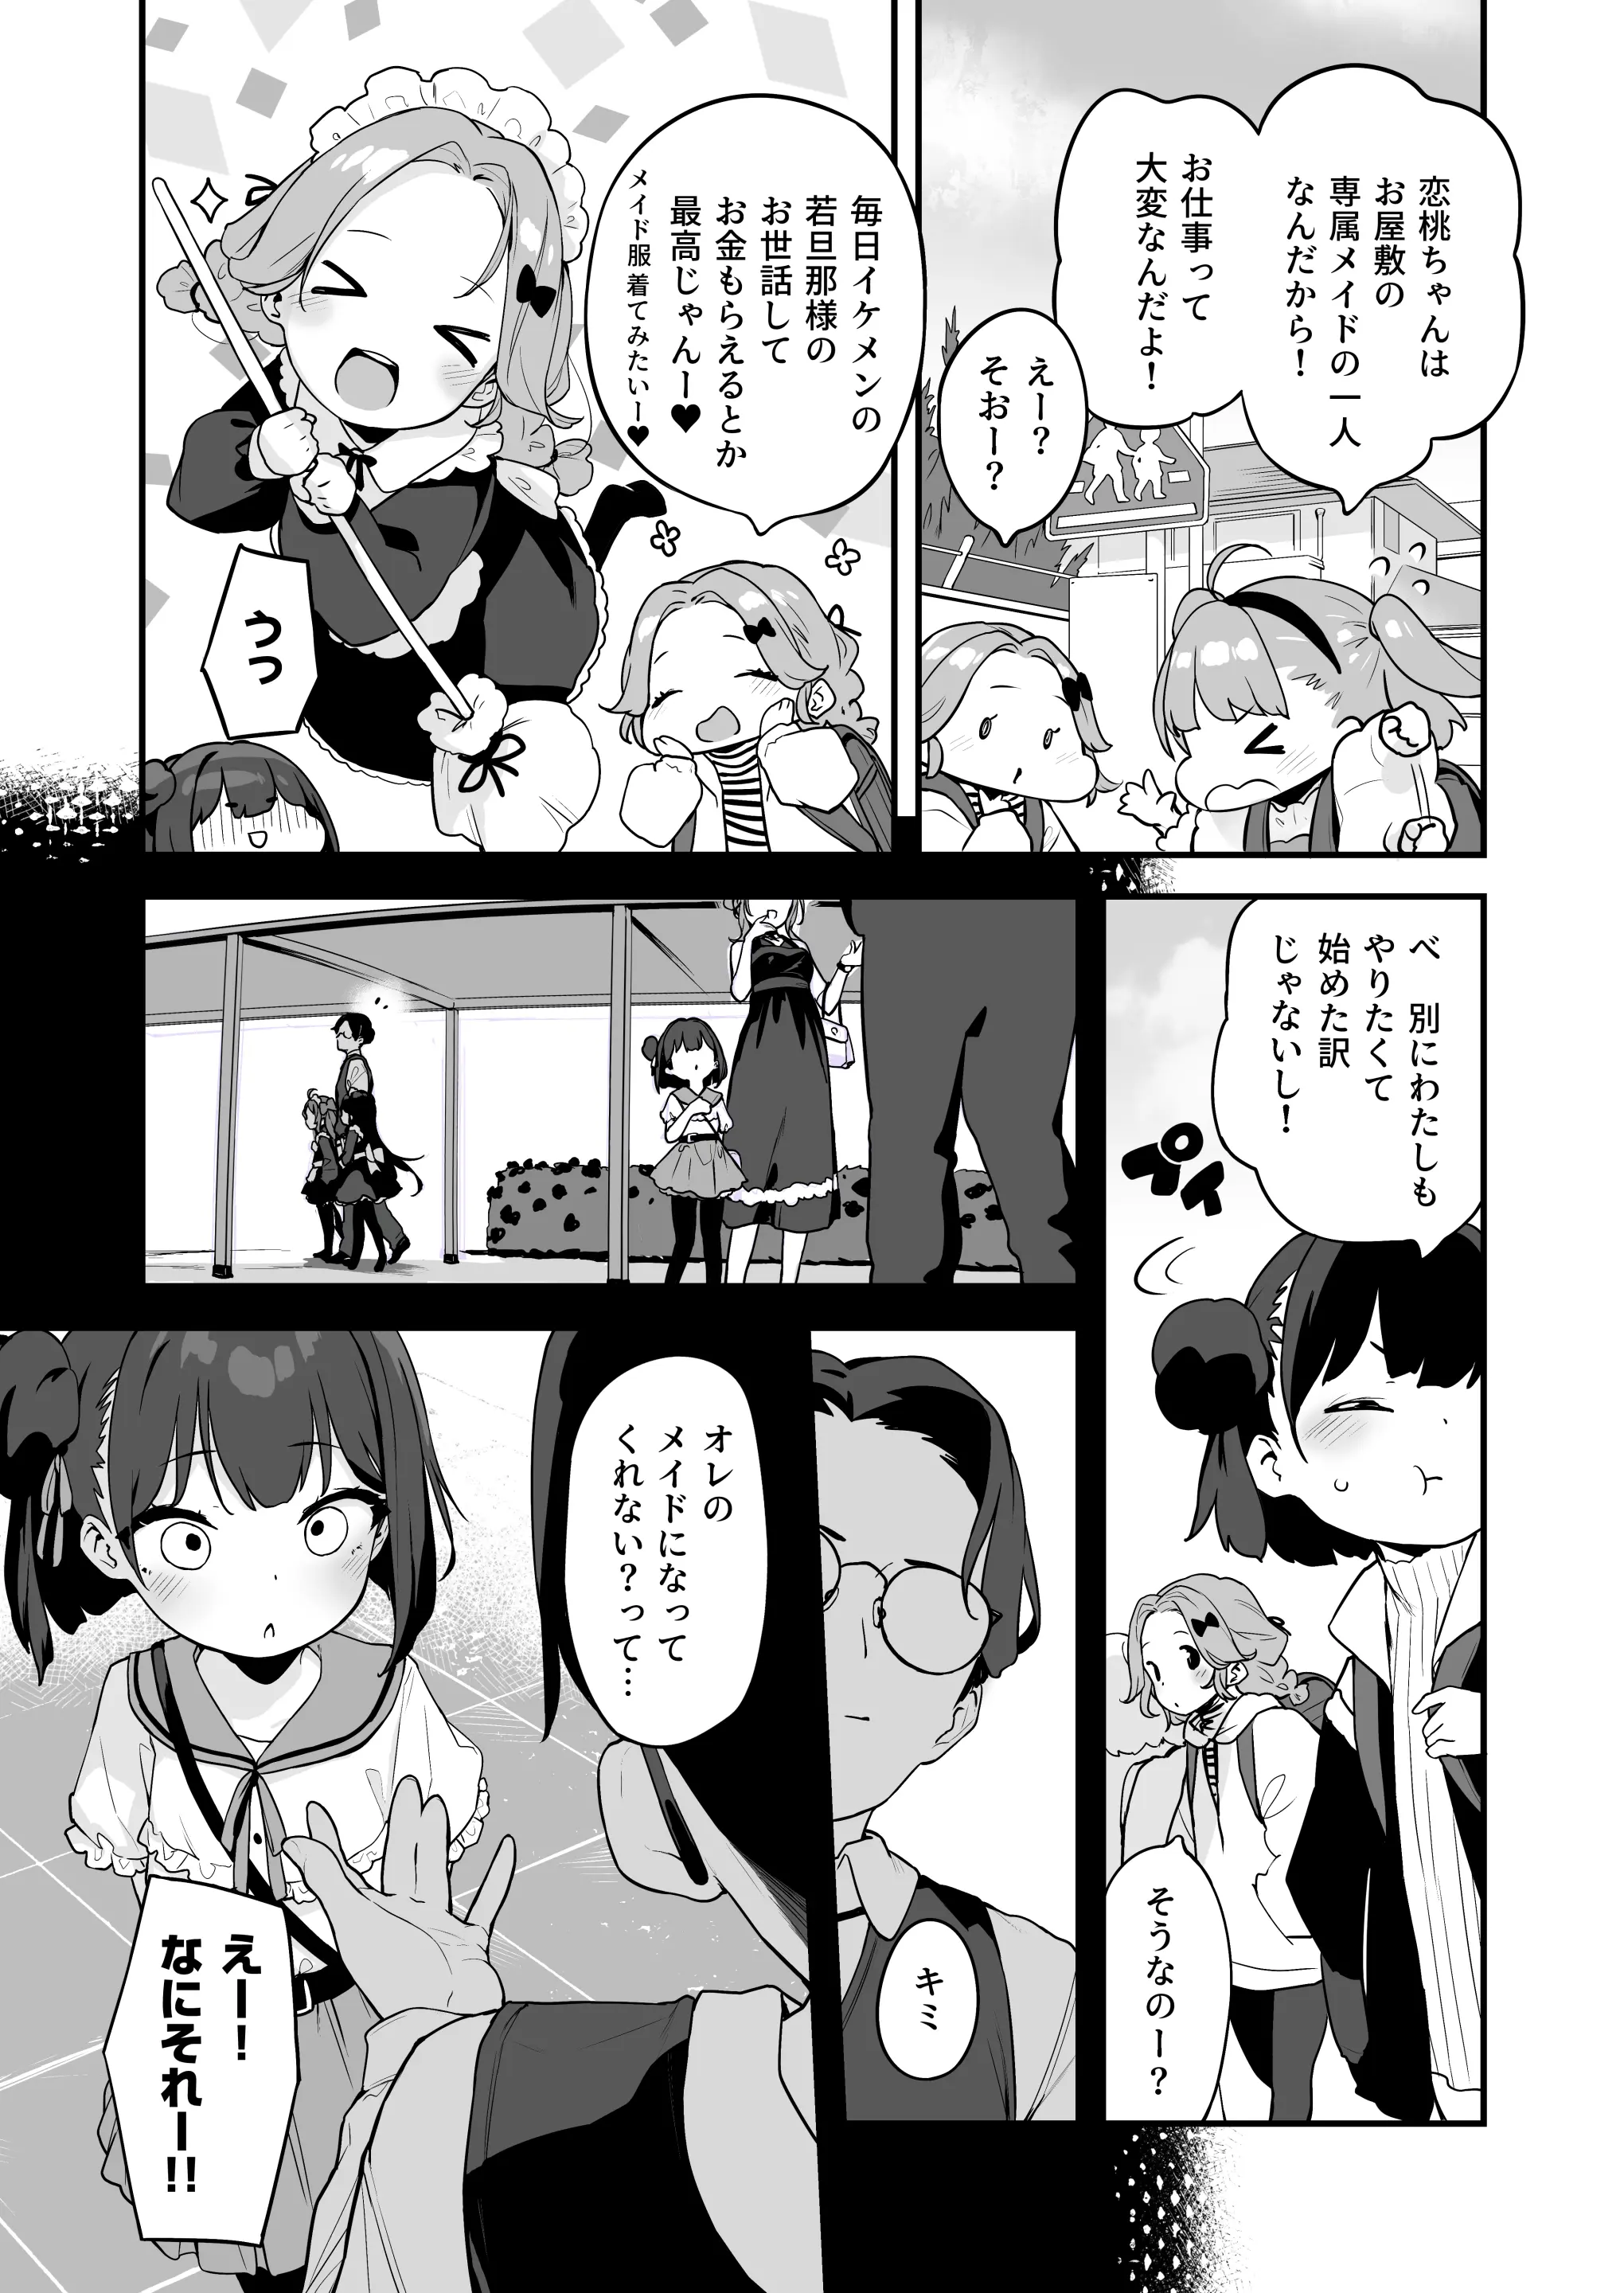 恋桃ちゃんは
お屋敷の
専属メイドの一人
なんだから！
お仕事って
大変なんだよ！
えー？
そおー？
毎日イケメンの
若旦那様の
お世話して
お金もらえるとか
最高じゃんー♥
メイド服着てみたいー♥
うっ
べ　別にわたしも
やりたくて
始めた訳
じゃないし！
プイ
そうなのー？
キミ
オレの
メイドになって
くれない？って…
えー！
なにそれー!!